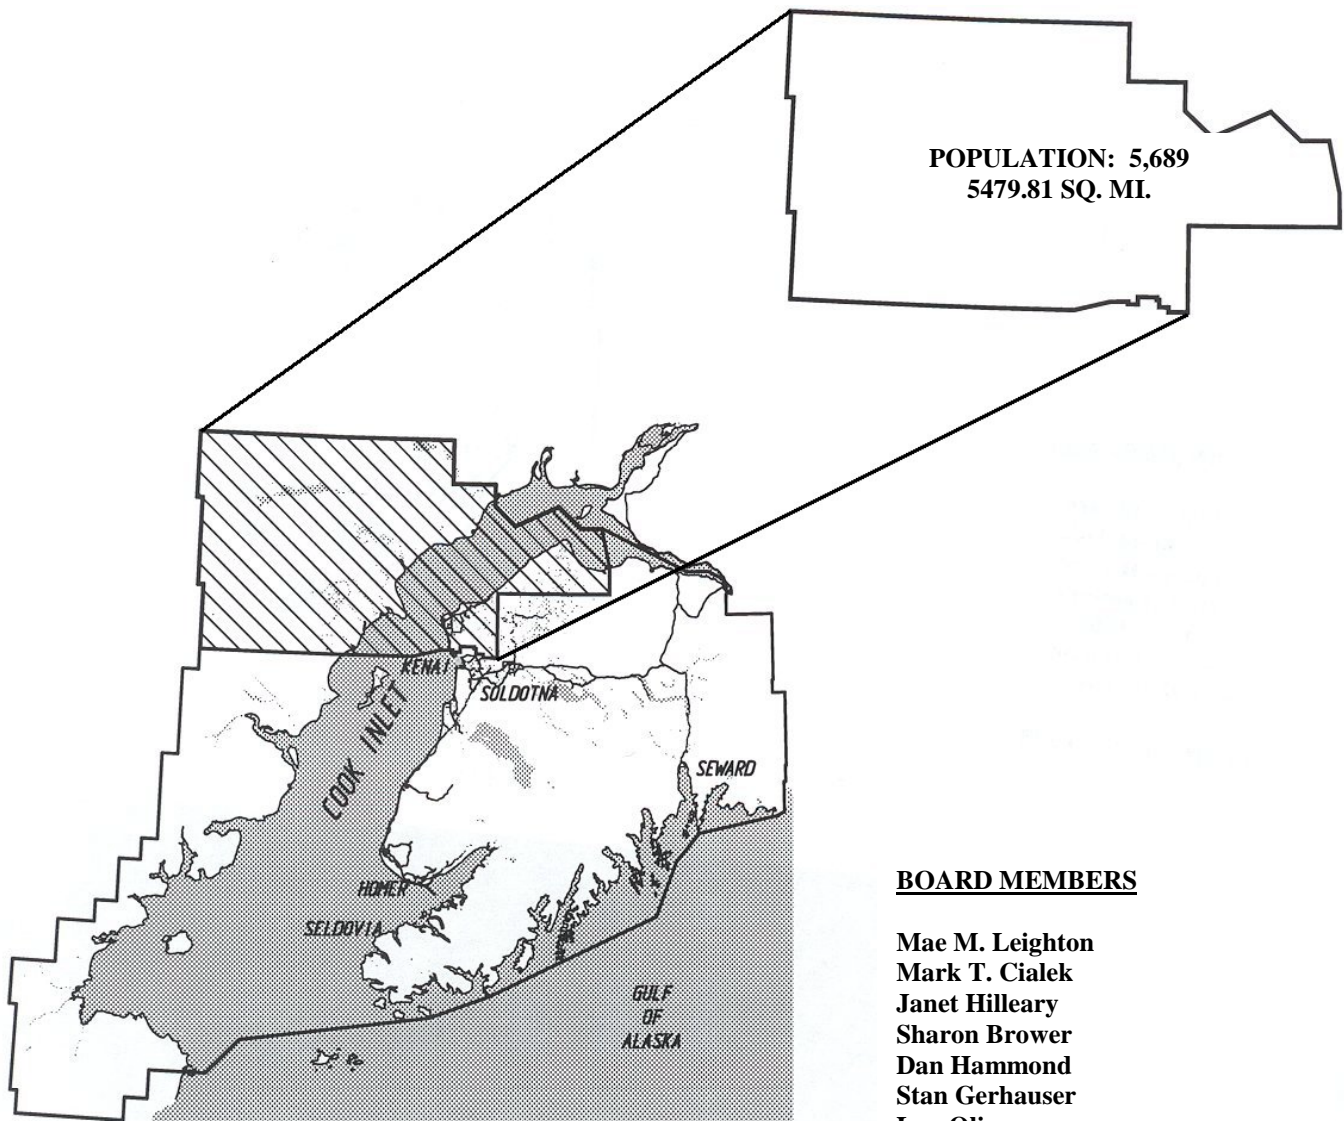 POPULATION: 5,689
5479.81 SQ. MI.
KENAI
SOLDOTNA
COOK INLET
SEWARD
HOMER
SELDOVIA
GULF
OF
ALASKA
BOARD MEMBERS
Mae M. Leighton
Mark T. Cialek
Janet Hilleary
Sharon Brower
Dan Hammond
Stan Gerhauser